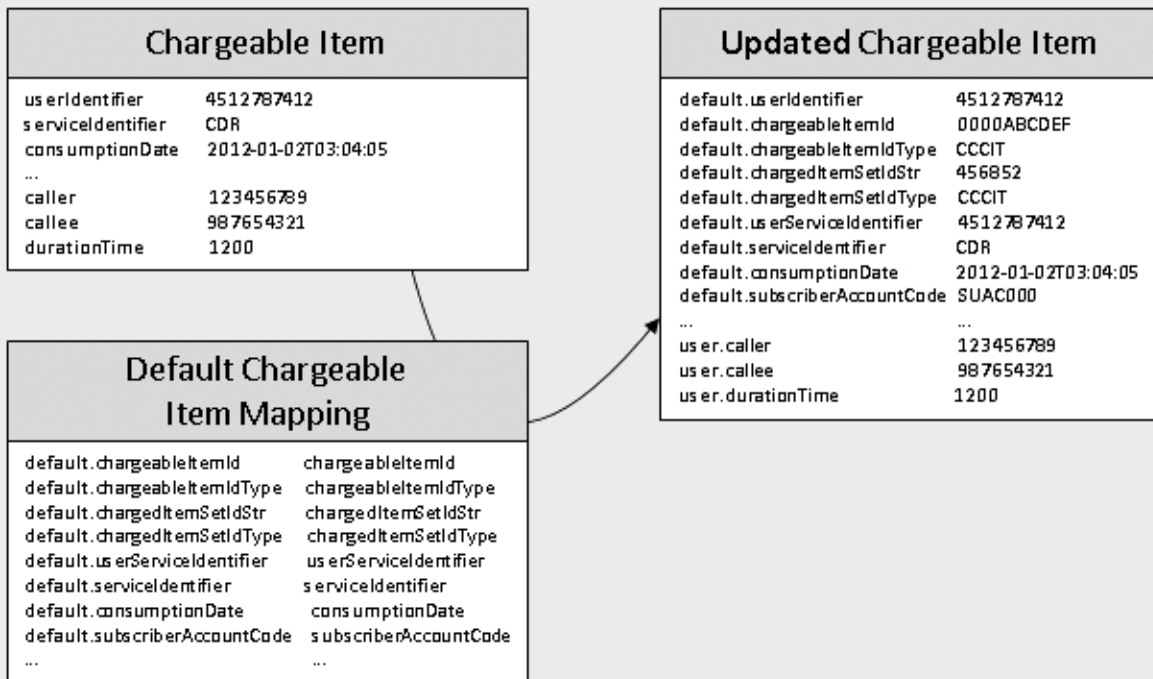 Chargeable Item
userIdentifier 4512787412
serviceIdentifier CDR
consumptionDate 2012-01-02T03:04:05
...
caller 123456789
callee 987654321
durationTime 1200
Default Chargeable
Item Mapping
default.chargeableItemId chargeableItemId
default.chargeableItemIdType chargeableItemIdType
default.chargedItemSetIdStr chargedItemSetIdStr
default.chargedItemSetIdType chargedItemSetIdType
default.userServiceIdentifier userServiceIdentifier
default.serviceIdentifier serviceIdentifier
default.consumptionDate consumptionDate
default.subscriberAccountCode subscriberAccountCode
... ...
Updated Chargeable Item
default.userIdentifier 4512787412
default.chargeableItemId 0000ABCDEF
default.chargeableItemIdType CCCIT
default.chargedItemSetIdStr 456852
default.chargedItemSetIdType CCCIT
default.userServiceIdentifier 4512787412
default.serviceIdentifier CDR
default.consumptionDate 2012-01-02T03:04:05
default.subscriberAccountCode SUAC000
... ...
user.caller 123456789
user.callee 987654321
user.durationTime 1200